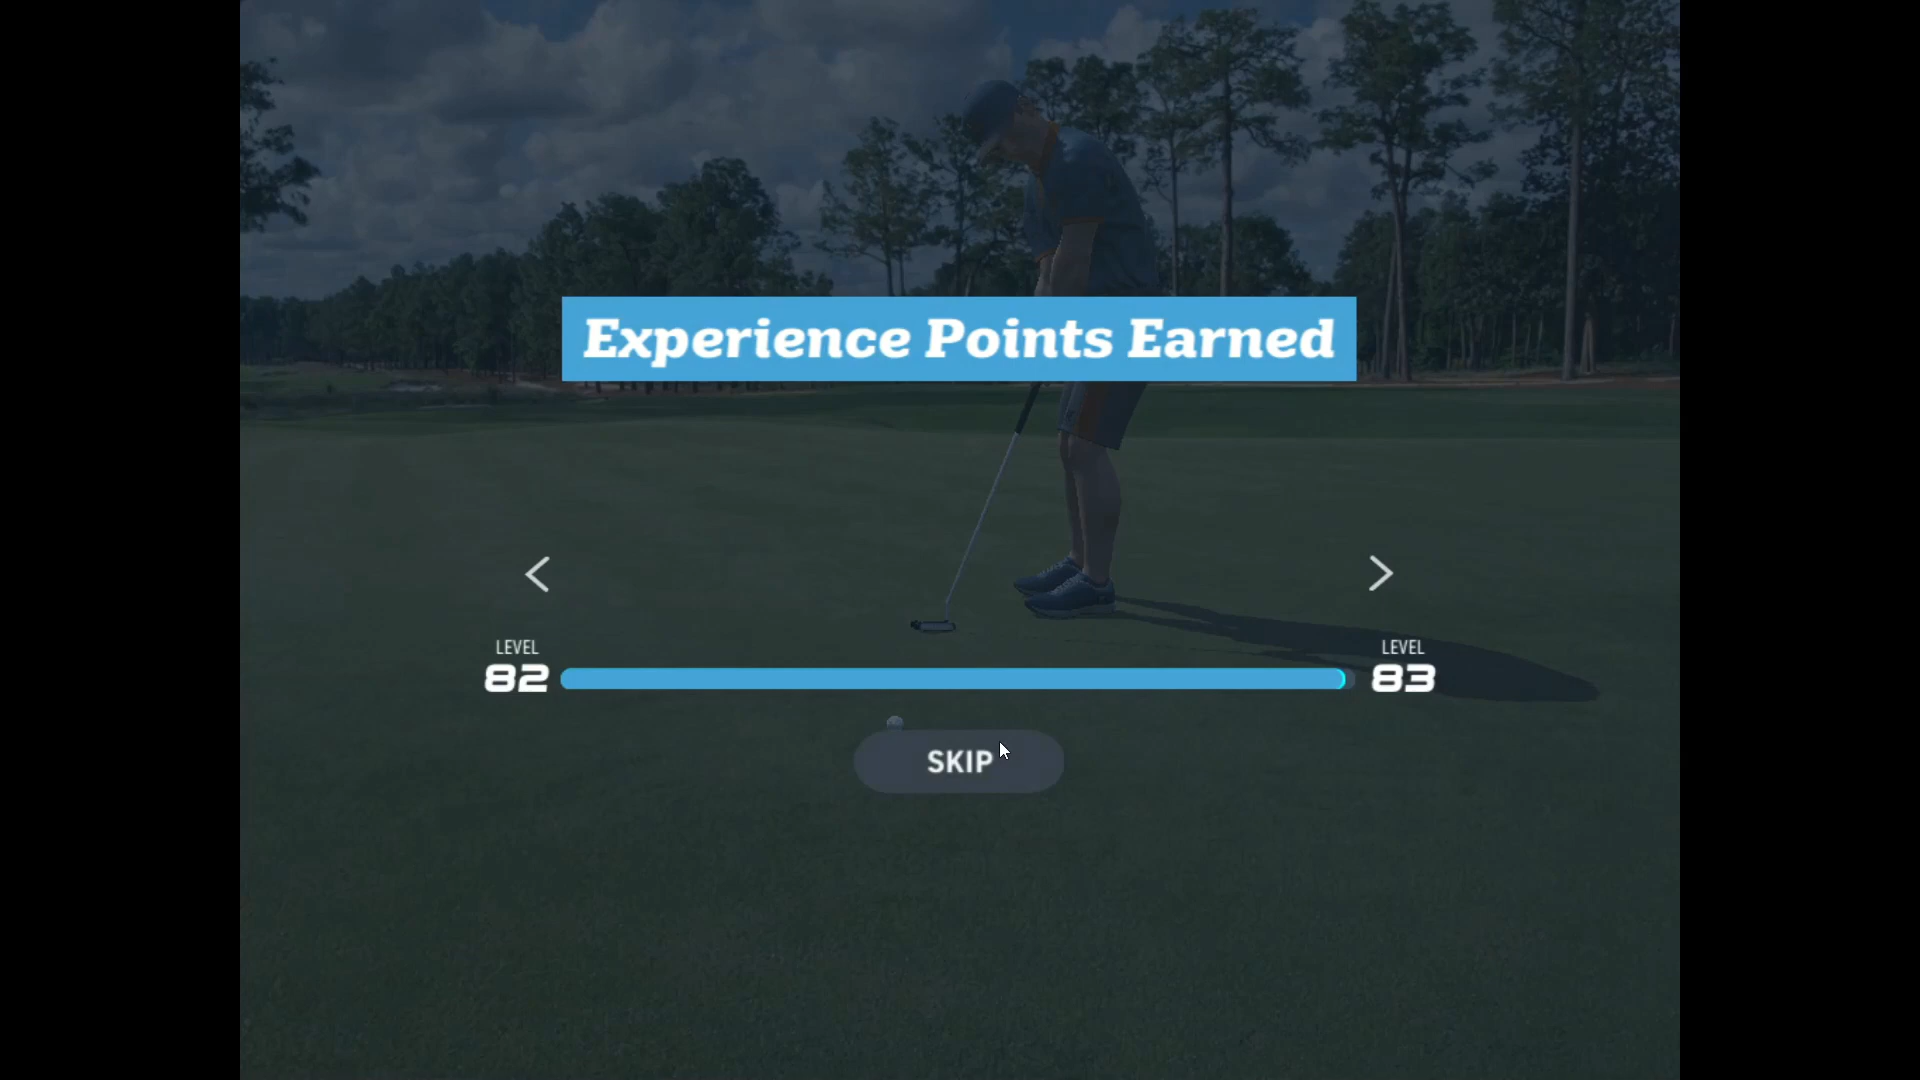 Experience Points Earned
LEVEL
82
LEVEL
83
SKIP